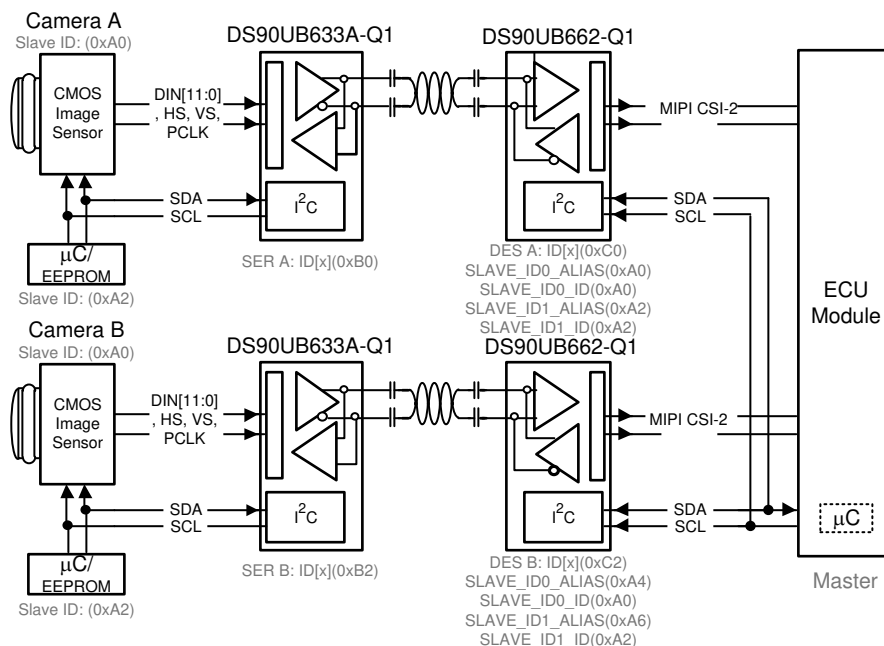 Camera A
Slave ID: (0xA0)
DS90UB633A-Q1
DS90UB662-Q1
CMOS
Image
Sensor
DIN[11:0]
, HS, VS,
PCLK
MIPI CSI-2
SDA
SCL
I2C
I2C
SDA
SCL
µC/
EEPROM
Slave ID: (0xA2)
SER A: ID[x](0xB0)
DES A: ID[x](0xC0)
SLAVE_ID0_ALIAS(0xA0)
SLAVE_ID0_ID(0xA0)
SLAVE_ID1_ALIAS(0xA2)
SLAVE_ID1_ID(0xA2)
ECU
Module
Camera B
Slave ID: (0xA0)
DS90UB633A-Q1
DS90UB662-Q1
CMOS
Image
Sensor
DIN[11:0]
, HS, VS,
PCLK
MIPI CSI-2
SDA
SCL
I2C
I2C
SDA
SCL
µC
µC/
EEPROM
Slave ID: (0xA2)
SER B: ID[x](0xB2)
DES B: ID[x](0xC2)
SLAVE_ID0_ALIAS(0xA4)
SLAVE_ID0_ID(0xA0)
SLAVE_ID1_ALIAS(0xA6)
SLAVE_ID1_ID(0xA2)
Master